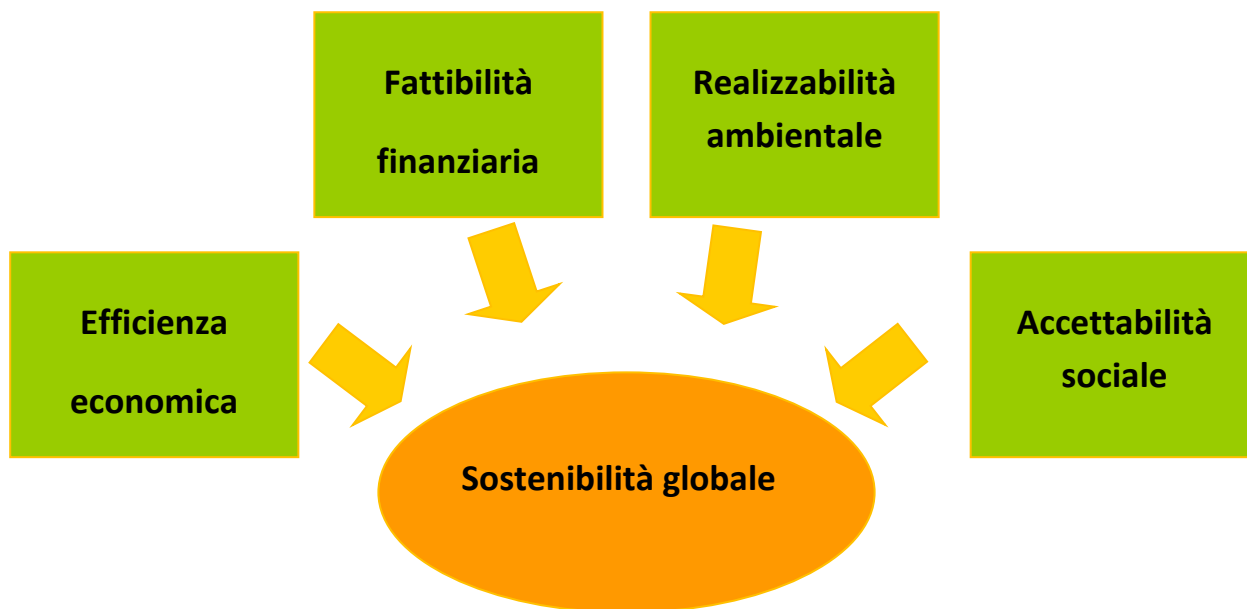 Fattibilità
finanziaria
Realizzabilità
ambientale
Efficienza
economica
Accettabilità
sociale
Sostenibilità globale